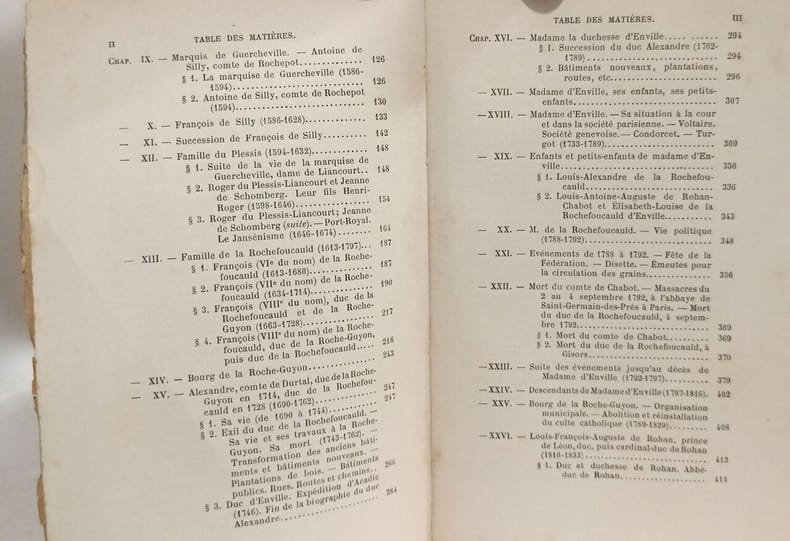 II
TABLE DES MATIÈRES.
CHAP. IX. — Marquis de Guercheville. — Antoine de
Silly, comte de Rochepot............ 126
§ 1. La marquise de Guercheville (1586-
1594)............ 126
§ 2. Antoine de Silly, comte de Rochepot
(1594)............ 130
— X. — François de Silly (1586-1628)............ 133
— XI. — Succession de François de Silly............ 142
— XII. — Famille du Plessis (1594-1632)............ 148
§ 1. Suite de la vie de la marquise de
Guercheville, dame de Liancourt.. 148
§ 2. Roger du Plessis-Liancourt et Jeanne
de Schomberg. Leur fils Henri-
Roger (1598-1646)............ 154
§ 3. Roger du Plessis-Liancourt; Jeanne
de Schomberg (suite). — Port-Royal.
Le Jansénisme (1646-1674)........ 164
— XIII. — Famille de la Rochefoucauld (1613-1797)... 187
§ 1. François (VIe du nom) de la Roche-
foucauld (1613-1680)............ 187
§ 2. François (VIIe du nom) de la Roche-
foucauld (1634-1714)............ 190
§ 3. François (VIIIe du nom), duc de la
Rochefoucauld et de la Roche-
Guyon (1663-1728)............ 217
§ 4. François (VIIIe du nom) de la Roche-
foucauld, duc de la Roche-Guyon,
puis duc de la Rochefoucauld..... 218
— XIV. — Bourg de la Roche-Guyon............ 243
— XV. — Alexandre, comte de Durtal, duc de la Roche-
Guyon en 1714, duc de la Rochefou-
cauld en 1728 (1690-1762)............ 247
§ 1. Sa vie (de 1690 à 1744)............ 247
§ 2. Exil du duc de la Rochefoucauld. —
Sa vie et ses travaux à la Roche-
Guyon. Sa mort (1743-1762). —
Transformation des anciens bâti-
ments et bâtiments nouveaux. —
Plantations de bois. — Bâtiments
publics. Rues. Routes et chemins.. 266
§ 3. Duc d'Enville. Expédition d'Acadie
(1746). Fin de la biographie du duc
Alexandre............ 284
TABLE DES MATIÈRES.
III
CHAP. XVI. — Madame la duchesse d'Enville............ 294
§ 1. Succession du duc Alexandre (1762-
1789)............ 294
§ 2. Bâtiments nouveaux, plantations,
routes, etc............ 296
— XVII. — Madame d'Enville, ses enfants, ses petits-
enfants............ 307
— XVIII. — Madame d'Enville. — Sa situation à la cour
et dans la société parisienne. — Voltaire.
Société genevoise. — Condorcet. — Tur-
got (1733-1789)............ 309
— XIX. — Enfants et petits-enfants de madame d'En-
ville............ 336
§ 1. Louis-Alexandre de la Rochefou-
cauld............ 336
§ 2. Louis-Antoine-Auguste de Rohan-
Chabot et Élisabeth-Louise de la
Rochefoucauld d'Enville.......... 343
— XX. — M. de la Rochefoucauld. — Vie politique
(1788-1792)............ 348
— XXI. — Evénements de 1788 à 1792. — Fête de la
Fédération. — Disette. — Émeutes pour
la circulation des grains............ 356
— XXII. — Mort du comte de Chabot. — Massacres du
2 au 4 septembre 1792, à l'abbaye de
Saint-Germain-des-Prés à Paris. — Mort
du duc de la Rochefoucauld, 4 septem-
bre 1792............ 369
§ 1. Mort du comte de Chabot............ 369
§ 2. Mort du duc de la Rochefoucauld, à
Gisors............ 370
— XXIII. — Suite des événements jusqu'au décès de
Madame d'Enville (1792-1797)........ 379
— XXIV. — Descendants de Madame d'Enville (1797-1816). 402
— XXV. — Bourg de la Roche-Guyon. — Organisation
municipale. — Abolition et réinstallation
du culte catholique (1789-1829)........ 408
— XXVI. — Louis-François-Auguste de Rohan, prince
de Léon, duc, puis cardinal-duc de Rohan
(1816-1833)............ 413
§ 1. Duc et duchesse de Rohan. Abbé-
duc de Rohan............ 413